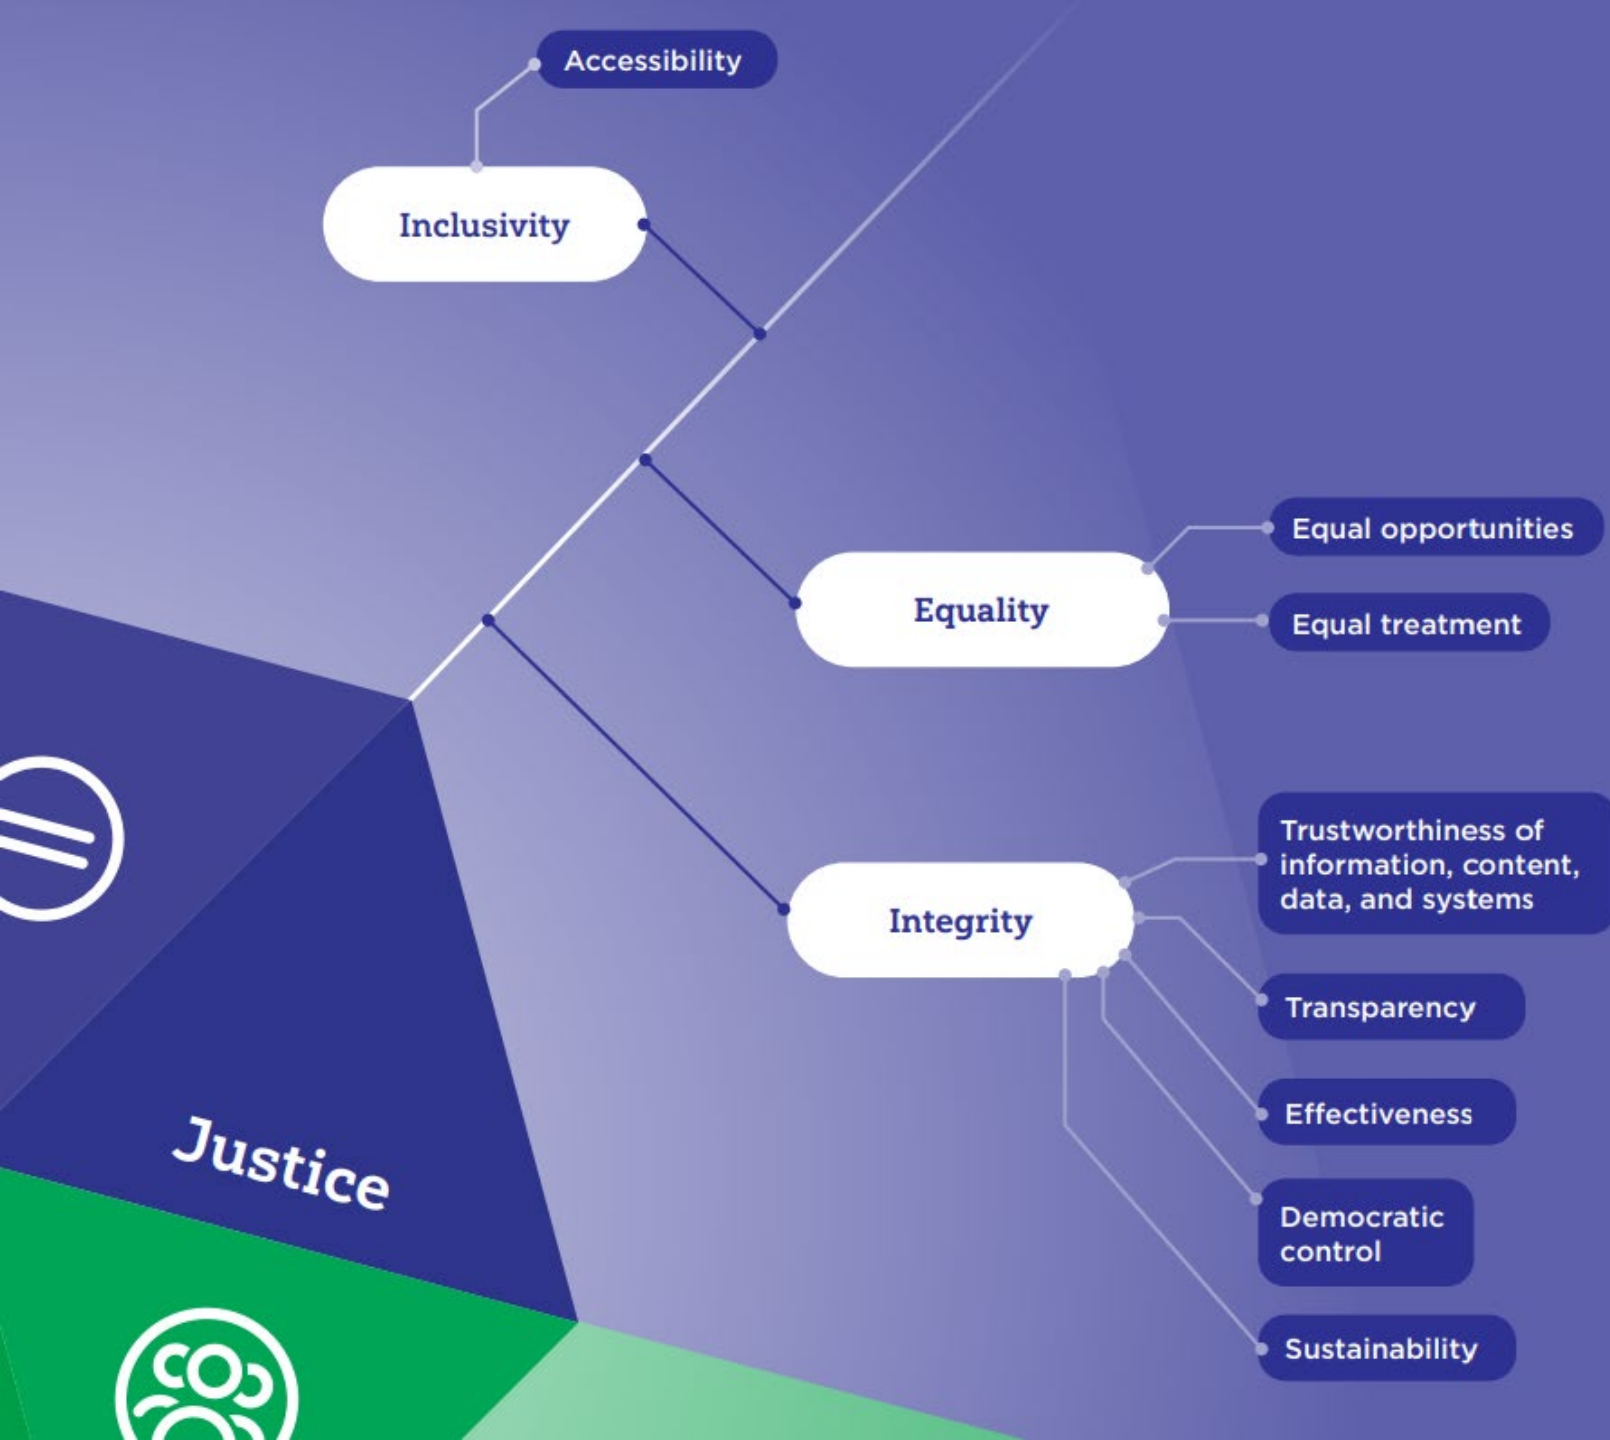 Accessibility
Inclusivity
Equal opportunities
Equality
Equal treatment
Trustworthiness of
information, content,
data, and systems
Integrity
Transparency
Effectiveness
Justice
Democratic
control
Sustainability